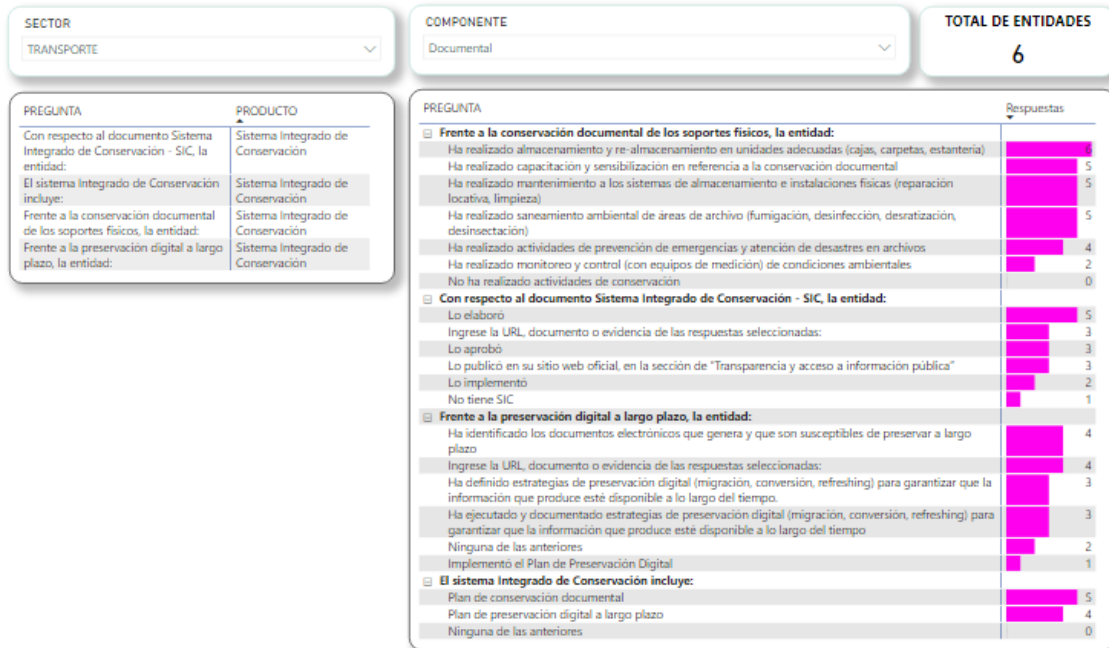 SECTOR
TRANSPORTE
COMPONENTE
Documental
TOTAL DE ENTIDADES
6
PREGUNTA PRODUCTO
Con respecto al documento Sistema Sistema Integrado de
Integrado de Conservación - SIC, la Conservación
entidad:
El sistema Integrado de Conservación Sistema Integrado de
incluye: Conservación
Frente a la conservación documental Sistema Integrado de
de los soportes físicos, la entidad: Conservación
Frente a la preservación digital a largo Sistema Integrado de
plazo, la entidad: Conservación
PREGUNTA Respuestas
Frente a la conservación documental de los soportes físicos, la entidad:
Ha realizado almacenamiento y re-almacenamiento en unidades adecuadas (cajas, carpetas, estantería) 6
Ha realizado capacitación y sensibilización en referencia a la conservación documental 5
Ha realizado mantenimiento a los sistemas de almacenamiento e instalaciones físicas (reparación 5
locativa, limpieza)
Ha realizado saneamiento ambiental de áreas de archivo (fumigación, desinfección, desratización, 5
desinsectación)
Ha realizado actividades de prevención de emergencias y atención de desastres en archivos 4
Ha realizado monitoreo y control (con equipos de medición) de condiciones ambientales 2
No ha realizado actividades de conservación 0
Con respecto al documento Sistema Integrado de Conservación - SIC, la entidad:
Lo elaboró 5
Ingrese la URL, documento o evidencia de las respuestas seleccionadas: 3
Lo aprobó 3
Lo publicó en su sitio web oficial, en la sección de "Transparencia y acceso a información pública" 3
Lo implementó 2
No tiene SIC 1
Frente a la preservación digital a largo plazo, la entidad:
Ha identificado los documentos electrónicos que genera y que son susceptibles de preservar a largo 4
plazo
Ingrese la URL, documento o evidencia de las respuestas seleccionadas: 4
Ha definido estrategias de preservación digital (migración, conversión, refreshing) para garantizar que la 3
información que produce esté disponible a lo largo del tiempo.
Ha ejecutado y documentado estrategias de preservación digital (migración, conversión, refreshing) para 3
garantizar que la información que produce esté disponible a lo largo del tiempo
Ninguna de las anteriores 2
Implementó el Plan de Preservación Digital 1
El sistema Integrado de Conservación incluye:
Plan de conservación documental 5
Plan de preservación digital a largo plazo 4
Ninguna de las anteriores 0